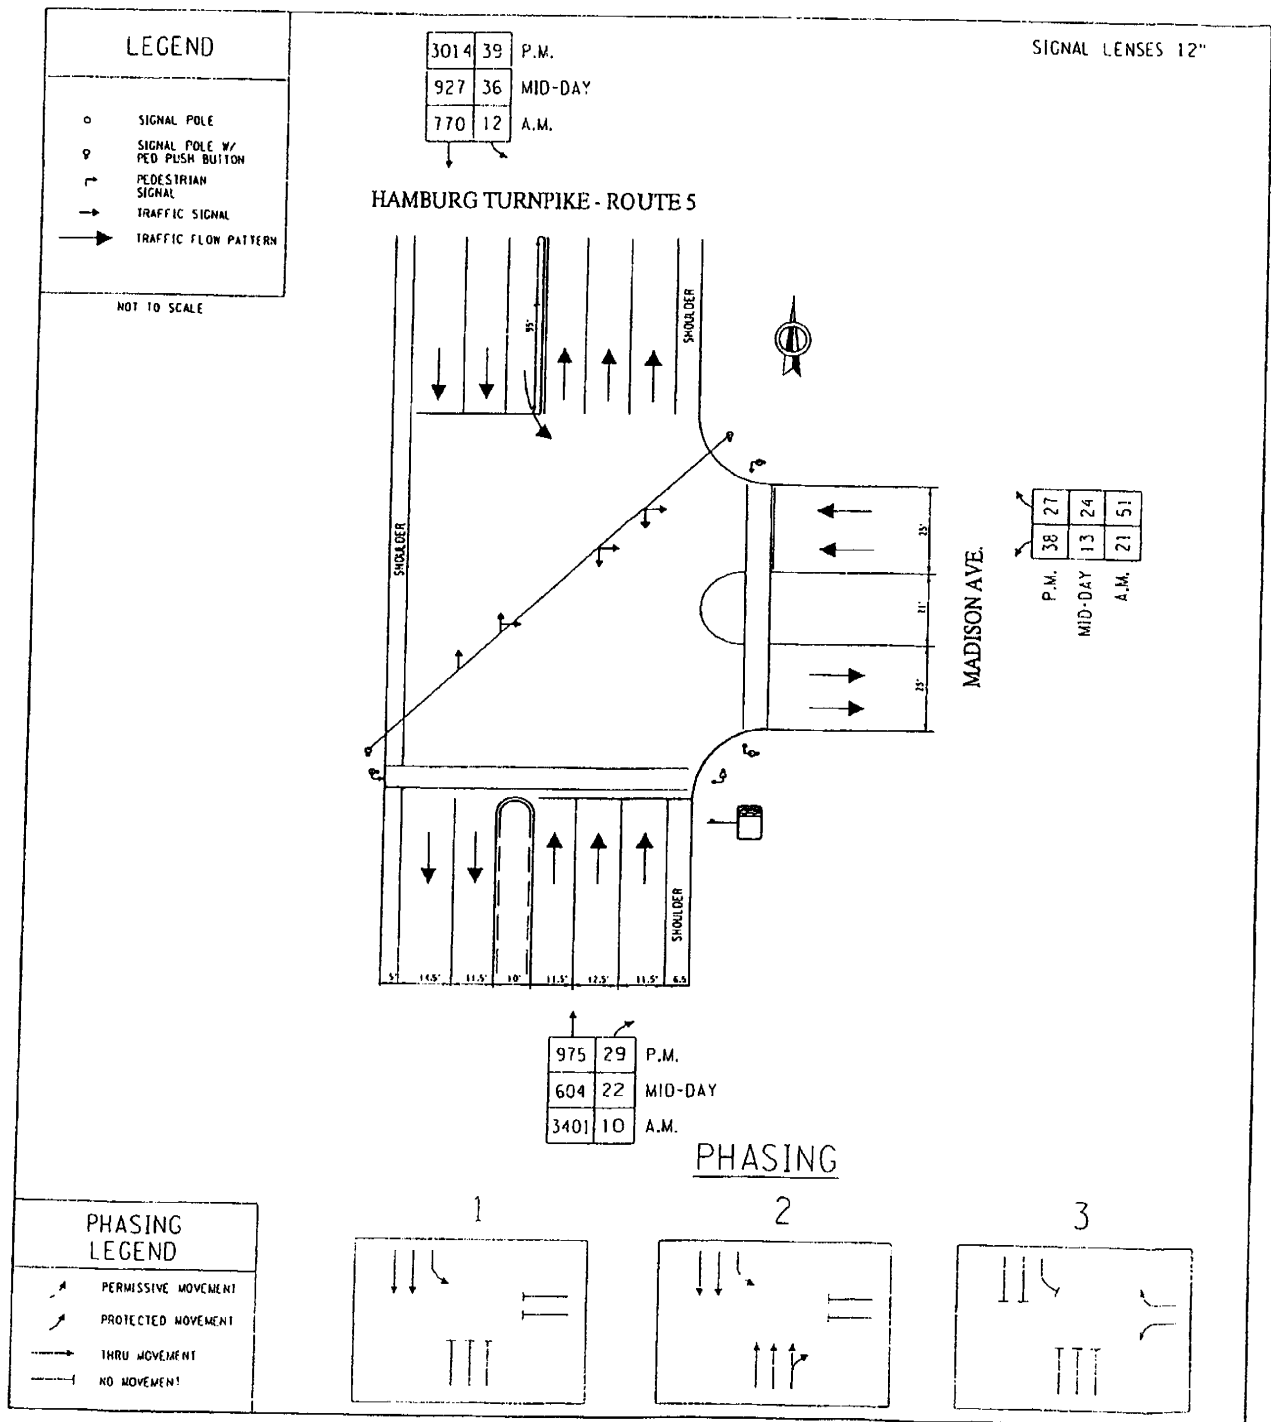 LEGEND
SIGNAL POLE
SIGNAL POLE W/
PED PUSH BUTTON
PEDESTRIAN
SIGNAL
TRAFFIC SIGNAL
TRAFFIC FLOW PATTERN
NOT TO SCALE
3014 39 P.M.
927 36 MID-DAY
770 12 A.M.
SIGNAL LENSES 12"
HAMBURG TURNPIKE - ROUTE 5
95'
SHOULDER
SHOULDER
25'
21'
25'
MADISON AVE.
27 24 51
38 13 21
P.M.
MID-DAY
A.M.
SHOULDER
5' 11.5' 10' 11.5' 12.5' 11.5' 6.5
975 29 P.M.
604 22 MID-DAY
3401 10 A.M.
PHASING
1 2 3
PHASING
LEGEND
PERMISSIVE MOVEMENT
PROTECTED MOVEMENT
THRU MOVEMENT
NO MOVEMENT